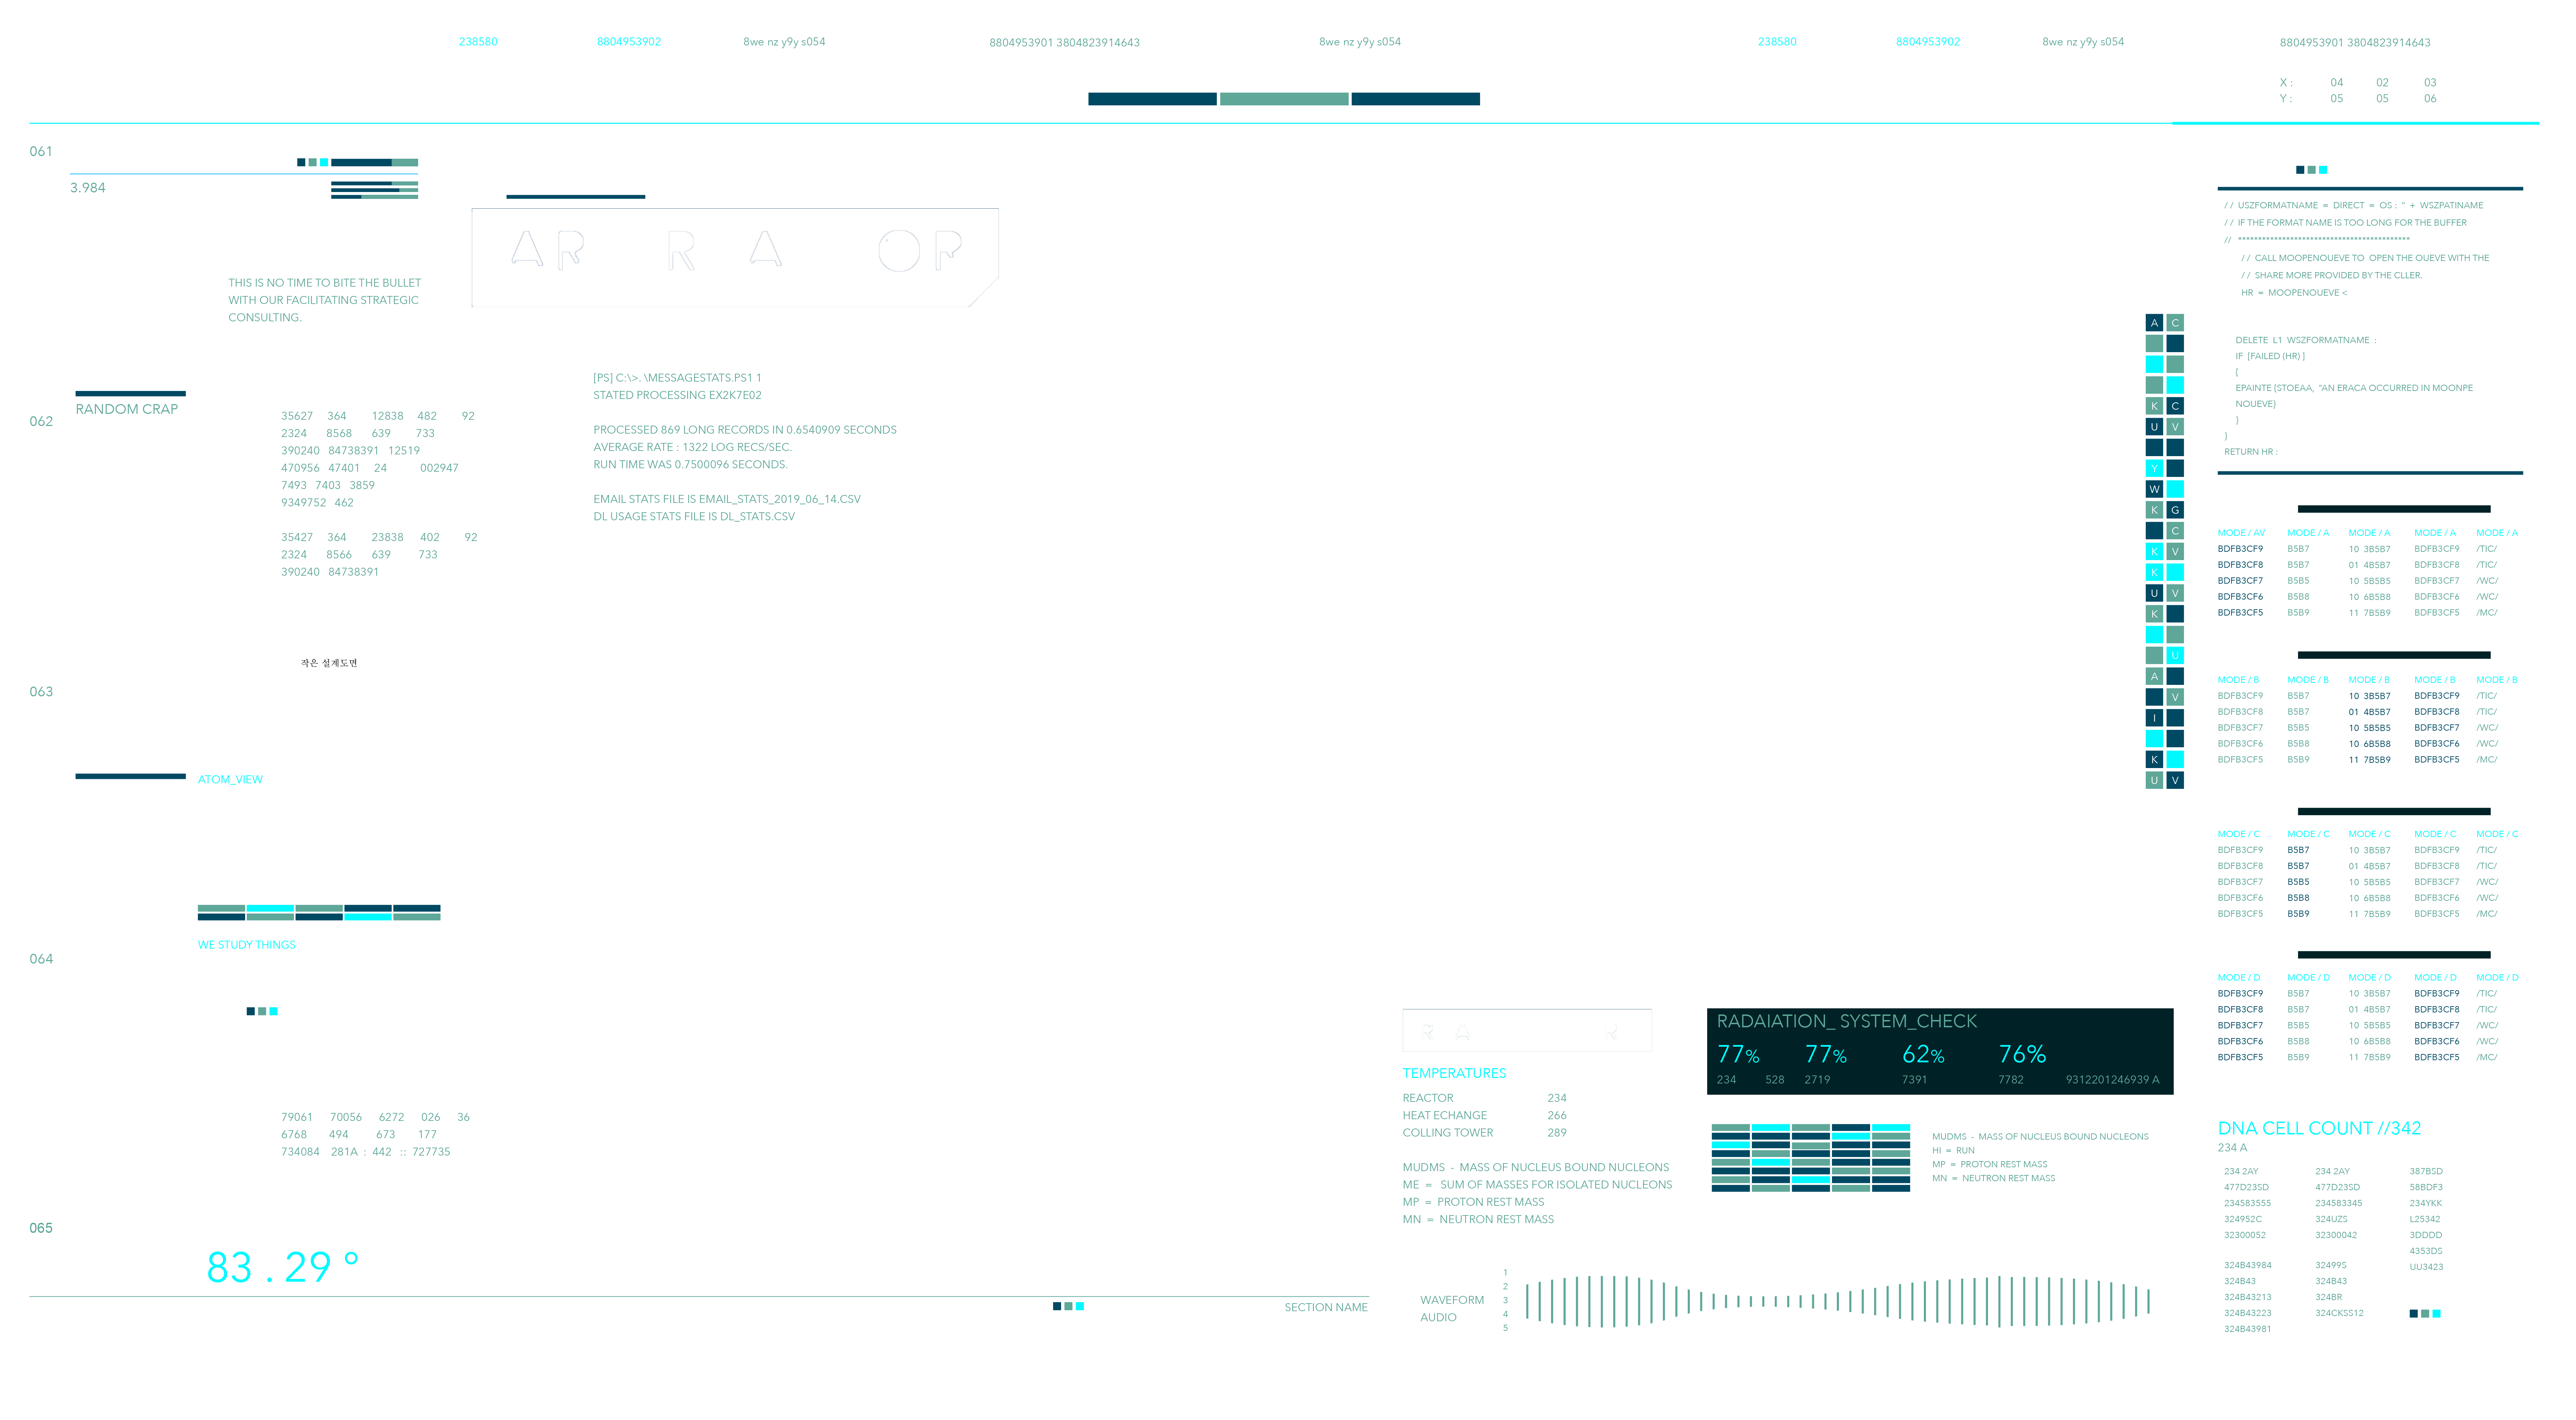 238580 8804953902 8we nz y9y s054 8804953901 3804823914643 8we nz y9y s054 238580 8804953902 8we nz y9y s054 8804953901 3804823914643
X : 04 02 03
Y : 05 05 06
061
3.984
AR R A OP
THIS IS NO TIME TO BITE THE BULLET
WITH OUR FACILITATING STRATEGIC
CONSULTING.
062
RANDOM CRAP
35627 364 12838 482 92
2324 8568 639 733
390240 84738391 12519
470956 47401 24 002947
7493 7403 3859
9349752 462
35427 364 23838 402 92
2324 8566 639 733
390240 84738391
[PS] C:\>. \MESSAGESTATS.PS1 1
STATED PROCESSING EX2K7E02
PROCESSED 869 LONG RECORDS IN 0.6540909 SECONDS
AVERAGE RATE : 1322 LOG RECS/SEC.
RUN TIME WAS 0.7500096 SECONDS.
EMAIL STATS FILE IS EMAIL_STATS_2019_06_14.CSV
DL USAGE STATS FILE IS DL_STATS.CSV
작은 설계도면
063
ATOM_VIEW
WE STUDY THINGS
064
79061 70056 6272 026 36
6768 494 673 177
734084 281A : 442 :: 727735
065
83 . 29 °
SECTION NAME
A C
K C
U V
Y
W
K G
C
K V
K
U V
K
U
A
V
I
K
U V
R A R
TEMPERATURES
REACTOR 234
HEAT ECHANGE 266
COLLING TOWER 289
MUDMS - MASS OF NUCLEUS BOUND NUCLEONS
ME = SUM OF MASSES FOR ISOLATED NUCLEONS
MP = PROTON REST MASS
MN = NEUTRON REST MASS
RADAIATION_ SYSTEM_CHECK
77% 77% 62% 76%
234 528 2719 7391 7782 9312201246939 A
MUDMS - MASS OF NUCLEUS BOUND NUCLEONS
HI = RUN
MP = PROTON REST MASS
MN = NEUTRON REST MASS
WAVEFORM
AUDIO
1
2
3
4
5
// USZFORMATNAME = DIRECT = OS : " + WSZPATINAME
// IF THE FORMAT NAME IS TOO LONG FOR THE BUFFER
// *******************************************
// CALL MOOPENOUEVE TO OPEN THE OUEVE WITH THE
// SHARE MORE PROVIDED BY THE CLLER.
HR = MOOPENOUEVE <
DELETE L1 WSZFORMATNAME :
IF [FAILED (HR) ]
{
EPAINTE {STOEAA, "AN ERACA OCCURRED IN MOONPE
NOUEVE}
}
}
RETURN HR :
MODE / AV MODE / A MODE / A MODE / A MODE / A
BDFB3CF9 B5B7 10 3B5B7 BDFB3CF9 /TIC/
BDFB3CF8 B5B7 01 4B5B7 BDFB3CF8 /TIC/
BDFB3CF7 B5B5 10 5B5B5 BDFB3CF7 /WC/
BDFB3CF6 B5B8 10 6B5B8 BDFB3CF6 /WC/
BDFB3CF5 B5B9 11 7B5B9 BDFB3CF5 /MC/
MODE / B MODE / B MODE / B MODE / B MODE / B
BDFB3CF9 B5B7 10 3B5B7 BDFB3CF9 /TIC/
BDFB3CF8 B5B7 01 4B5B7 BDFB3CF8 /TIC/
BDFB3CF7 B5B5 10 5B5B5 BDFB3CF7 /WC/
BDFB3CF6 B5B8 10 6B5B8 BDFB3CF6 /WC/
BDFB3CF5 B5B9 11 7B5B9 BDFB3CF5 /MC/
MODE / C MODE / C MODE / C MODE / C MODE / C
BDFB3CF9 B5B7 10 3B5B7 BDFB3CF9 /TIC/
BDFB3CF8 B5B7 01 4B5B7 BDFB3CF8 /TIC/
BDFB3CF7 B5B5 10 5B5B5 BDFB3CF7 /WC/
BDFB3CF6 B5B8 10 6B5B8 BDFB3CF6 /WC/
BDFB3CF5 B5B9 11 7B5B9 BDFB3CF5 /MC/
MODE / D MODE / D MODE / D MODE / D MODE / D
BDFB3CF9 B5B7 10 3B5B7 BDFB3CF9 /TIC/
BDFB3CF8 B5B7 01 4B5B7 BDFB3CF8 /TIC/
BDFB3CF7 B5B5 10 5B5B5 BDFB3CF7 /WC/
BDFB3CF6 B5B8 10 6B5B8 BDFB3CF6 /WC/
BDFB3CF5 B5B9 11 7B5B9 BDFB3CF5 /MC/
DNA CELL COUNT //342
234 A
234 2AY 234 2AY 387BSD
477D23SD 477D23SD 58BDF3
234583555 234583345 234YKK
324952C 324UZS L25342
32300052 32300042 3DDDD
4353DS
324B43984 32499S UU3423
324B43 324B43
324B43213 324BR
324B43223 324CKSS12
324B43981